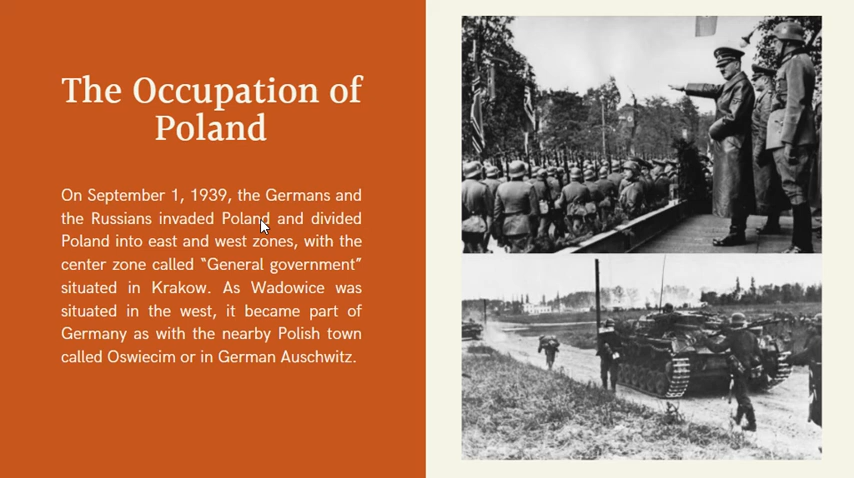 The Occupation of
Poland
On September 1, 1939, the Germans and
the Russians invaded Poland and divided
Poland into east and west zones, with the
center zone called “General government”
situated in Krakow. As Wadowice was
situated in the west, it became part of
Germany as with the nearby Polish town
called Oswiecim or in German Auschwitz.